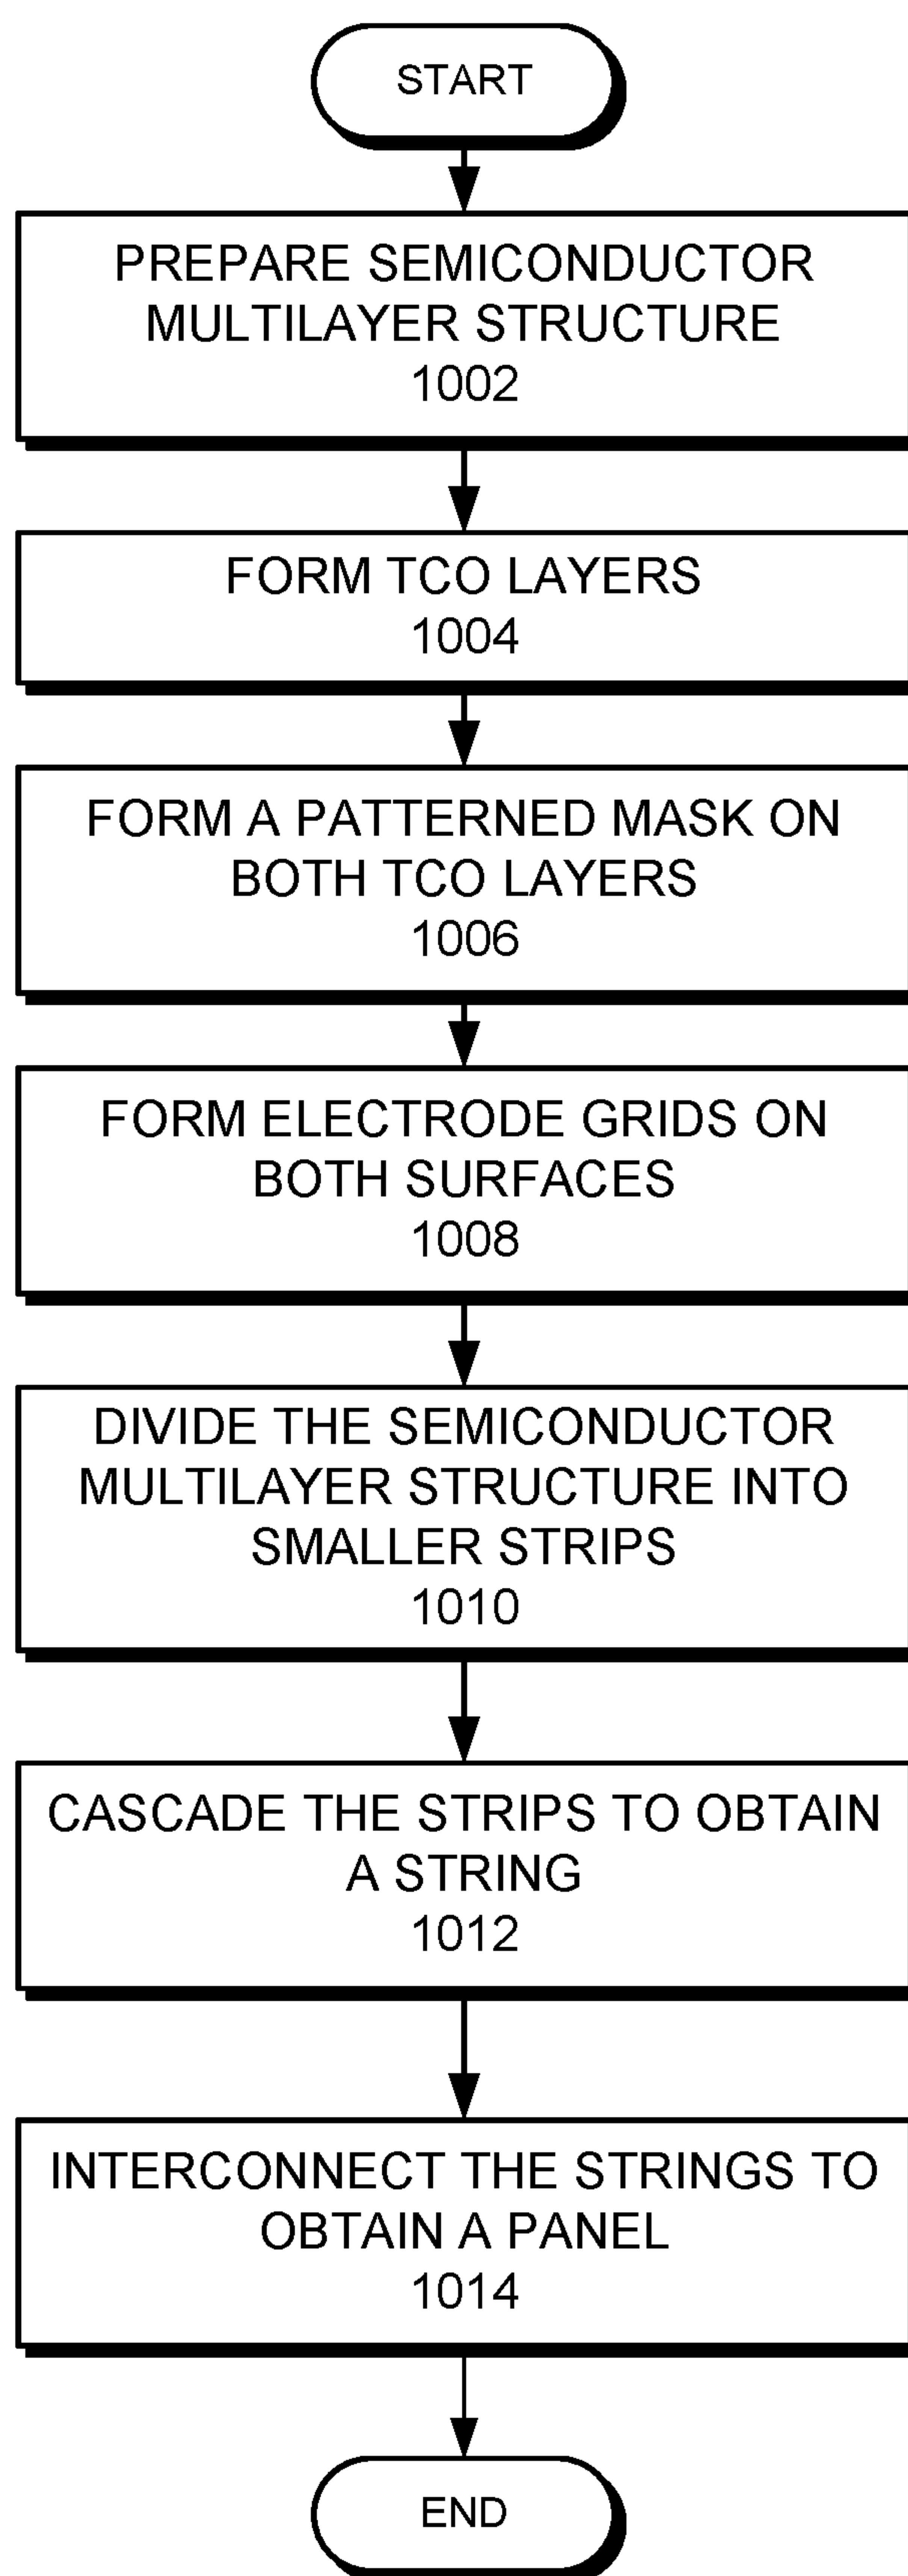 START
PREPARE SEMICONDUCTOR
MULTILAYER STRUCTURE
1002
FORM TCO LAYERS
1004
FORM A PATTERNED MASK ON
BOTH TCO LAYERS
1006
FORM ELECTRODE GRIDS ON
BOTH SURFACES
1008
DIVIDE THE SEMICONDUCTOR
MULTILAYER STRUCTURE INTO
SMALLER STRIPS
1010
CASCADE THE STRIPS TO OBTAIN
A STRING
1012
INTERCONNECT THE STRINGS TO
OBTAIN A PANEL
1014
END